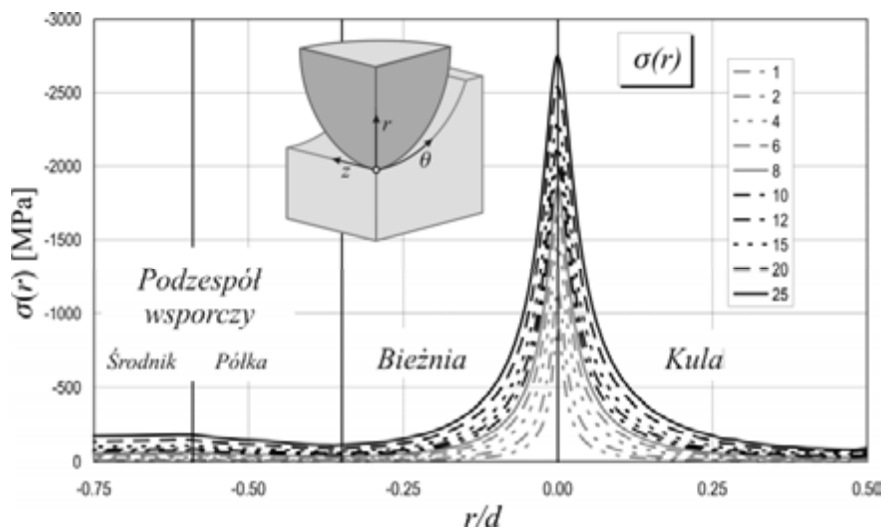 -3000
-2500
-2000
-1500
-1000
-500
0
σ(r) [MPa]
r
z
θ
σ(r)
1
2
4
6
8
10
12
15
20
25
Podzespół
wsporczy
Środnik
Półka
Bieżnia
Kula
-0.75
-0.50
-0.25
0.00
0.25
0.50
r/d